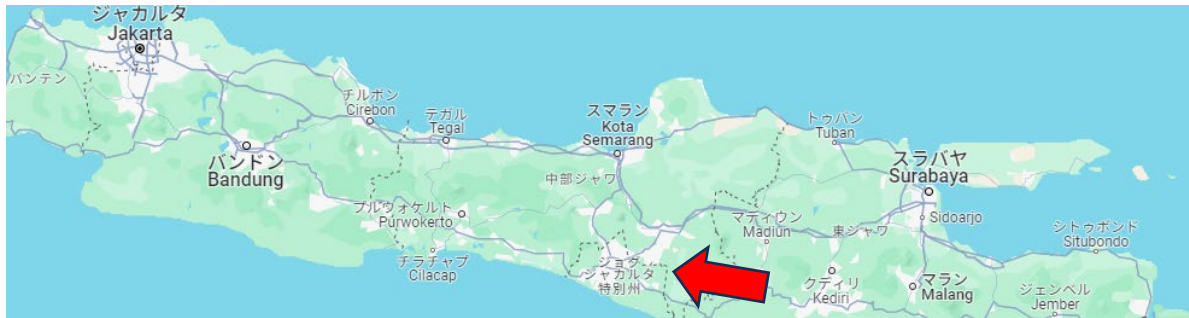 ジャカルタ
Jakarta
バンテン
チルボン
Cirebon
テガル
Tegal
スマラン
Kota
Semarang
トゥバン
Tuban
バンドン
Bandung
中部ジャワ
スラバヤ
Surabaya
プルウォケルト
Purwokerto
マディウン
Madiun
東ジャワ
Sidoarjo
シトゥボンド
Situbondo
チラチャプ
Cilacap
ジョグ
ジャカルタ
特別州
クディリ
Kediri
マラン
Malang
ジェンベル
Jember